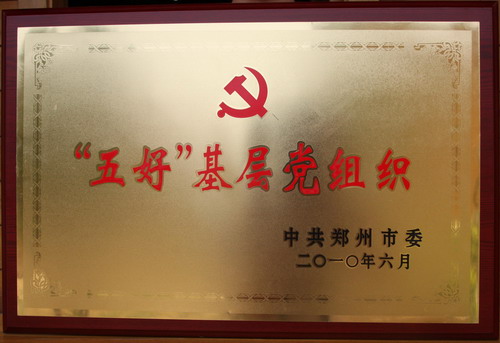 “五好”基层党组织
中共郑州市委
二〇一〇年六月